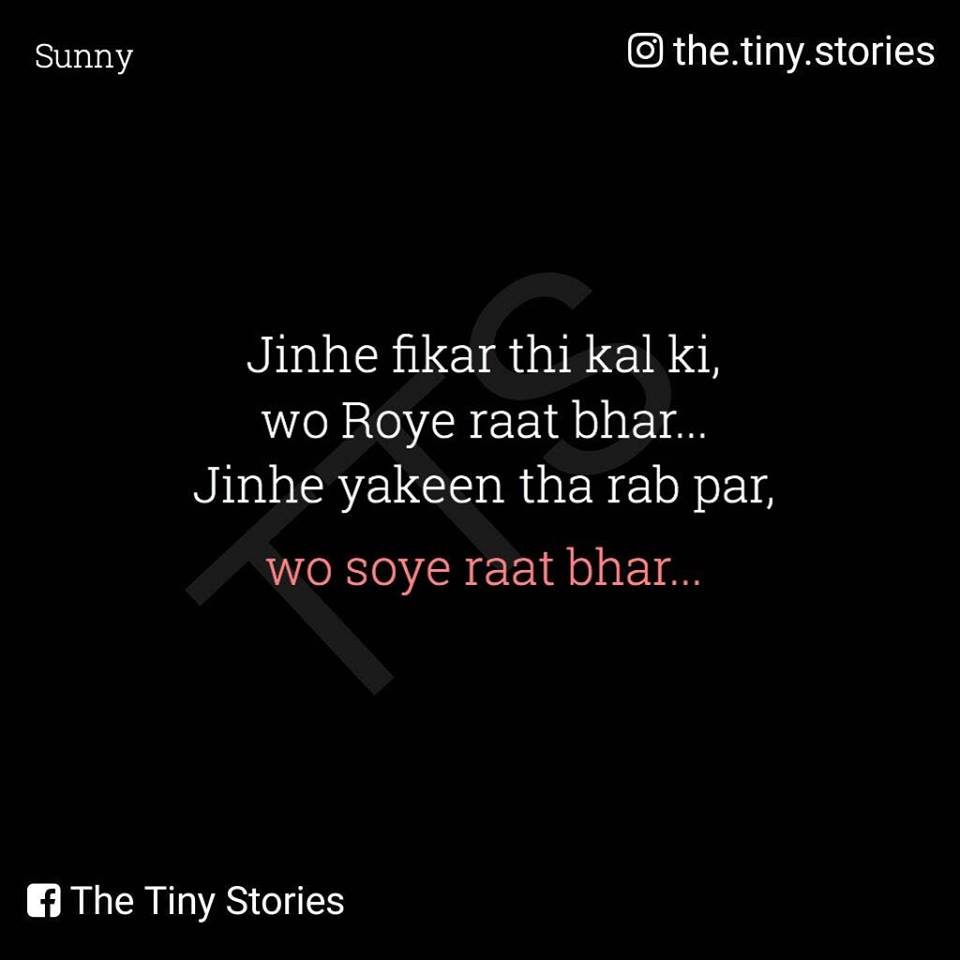 Sunny
the.tiny.stories
Jinhe fikar thi kal ki,
wo Roye raat bhar...
Jinhe yakeen tha rab par,
wo soye raat bhar...
TTS
The Tiny Stories